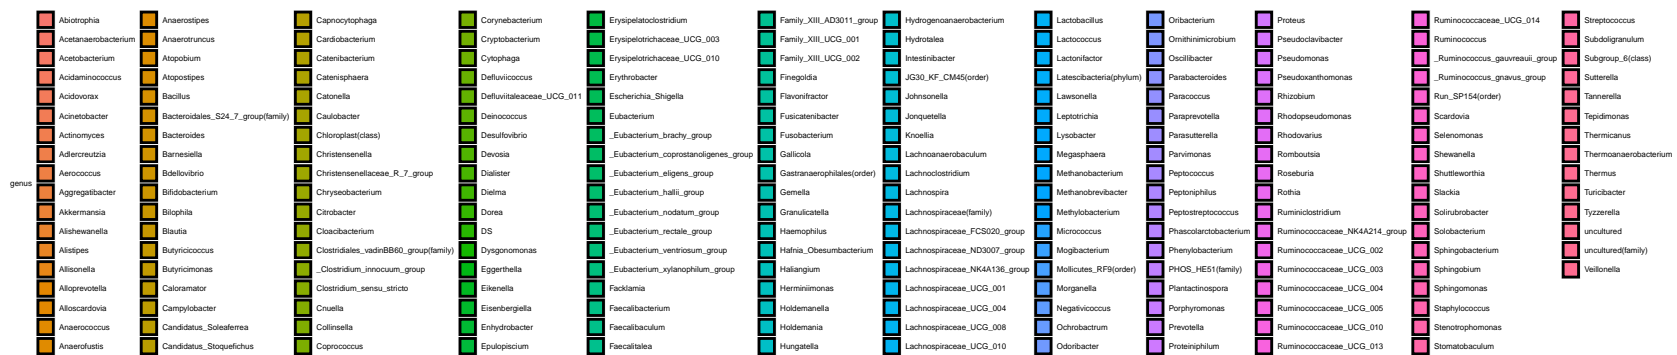 genus
Abiotrophia
Acetanaerobacterium
Acetobacterium
Acidaminococcus
Acidovorax
Acinetobacter
Actinomyces
Adlercreutzia
Aerococcus
Aggregatibacter
Akkermansia
Alishewanella
Alistipes
Allisonella
Alloprevotella
Alloscardovia
Anaerococcus
Anaerofustis
Anaerostipes
Anaerotruncus
Atopobium
Atopostipes
Bacillus
Bacteroidales_S24_7_group(family)
Bacteroides
Barnesiella
Bdellovibrio
Bifidobacterium
Bilophila
Blautia
Butyricicoccus
Butyricimonas
Caloramator
Campylobacter
Candidatus_Soleaferrea
Candidatus_Stoquefichus
Capnocytophaga
Cardiobacterium
Catenibacterium
Catenisphaera
Catonella
Caulobacter
Chloroplast(class)
Christensenella
Christensenellaceae_R_7_group
Chryseobacterium
Citrobacter
Cloacibacterium
Clostridiales_vadinBB60_group(family)
_Clostridium_innocuum_group
Clostridium_sensu_stricto
Cnuella
Collinsella
Coprococcus
Corynebacterium
Cryptobacterium
Cytophaga
Defluviicoccus
Defluviitaleaceae_UCG_011
Deinococcus
Desulfovibrio
Devosia
Dialister
Dielma
Dorea
DS
Dysgonomonas
Eggerthella
Eikenella
Eisenbergiella
Enhydrobacter
Epulopiscium
Erysipelatoclostridium
Erysipelotrichaceae_UCG_003
Erysipelotrichaceae_UCG_010
Erythrobacter
Escherichia_Shigella
Eubacterium
_Eubacterium_brachy_group
_Eubacterium_coprostanoligenes_group
_Eubacterium_eligens_group
_Eubacterium_hallii_group
_Eubacterium_nodatum_group
_Eubacterium_rectale_group
_Eubacterium_ventriosum_group
_Eubacterium_xylanophilum_group
Facklamia
Faecalibacterium
Faecalibaculum
Faecalitalea
Family_XIII_AD3011_group
Family_XIII_UCG_001
Family_XIII_UCG_002
Finegoldia
Flavonifractor
Fusicatenibacter
Fusobacterium
Gallicola
Gastranaerophilales(order)
Gemella
Granulicatella
Haemophilus
Hafnia_Obesumbacterium
Haliangium
Herminiimonas
Holdemanella
Holdemania
Hungatella
Hydrogenoanaerobacterium
Hydrotalea
Intestinibacter
JG30_KF_CM45(order)
Johnsonella
Jonquetella
Knoellia
Lachnoanaerobaculum
Lachnoclostridium
Lachnospira
Lachnospiraceae(family)
Lachnospiraceae_FCS020_group
Lachnospiraceae_ND3007_group
Lachnospiraceae_NK4A136_group
Lachnospiraceae_UCG_001
Lachnospiraceae_UCG_004
Lachnospiraceae_UCG_008
Lachnospiraceae_UCG_010
Lactobacillus
Lactococcus
Lactonifactor
Latescibacteria(phylum)
Lawsonella
Leptotrichia
Lysobacter
Megasphaera
Methanobacterium
Methanobrevibacter
Methylobacterium
Micrococcus
Mogibacterium
Mollicutes_RF9(order)
Morganella
Negativicoccus
Ochrobactrum
Odoribacter
Oribacterium
Ornithinimicrobium
Oscillibacter
Parabacteroides
Paracoccus
Paraprevotella
Parasutterella
Parvimonas
Peptococcus
Peptoniphilus
Peptostreptococcus
Phascolarctobacterium
Phenylobacterium
PHOS_HE51(family)
Plantactinospora
Porphyromonas
Prevotella
Proteiniphilum
Proteus
Pseudoclavibacter
Pseudomonas
Pseudoxanthomonas
Rhizobium
Rhodopseudomonas
Rhodovarius
Romboutsia
Roseburia
Rothia
Ruminiclostridium
Ruminococcaceae_NK4A214_group
Ruminococcaceae_UCG_002
Ruminococcaceae_UCG_003
Ruminococcaceae_UCG_004
Ruminococcaceae_UCG_005
Ruminococcaceae_UCG_010
Ruminococcaceae_UCG_013
Ruminococcaceae_UCG_014
Ruminococcus
_Ruminococcus_gauvreauii_group
_Ruminococcus_gnavus_group
Run_SP154(order)
Scardovia
Selenomonas
Shewanella
Shuttleworthia
Slackia
Solirubrobacter
Solobacterium
Sphingobacterium
Sphingobium
Sphingomonas
Staphylococcus
Stenotrophomonas
Stomatobaculum
Streptococcus
Subdoligranulum
Subgroup_6(class)
Sutterella
Tannerella
Tepidimonas
Thermicanus
Thermoanaerobacterium
Thermus
Turicibacter
Tyzzerella
uncultured
uncultured(family)
Veillonella